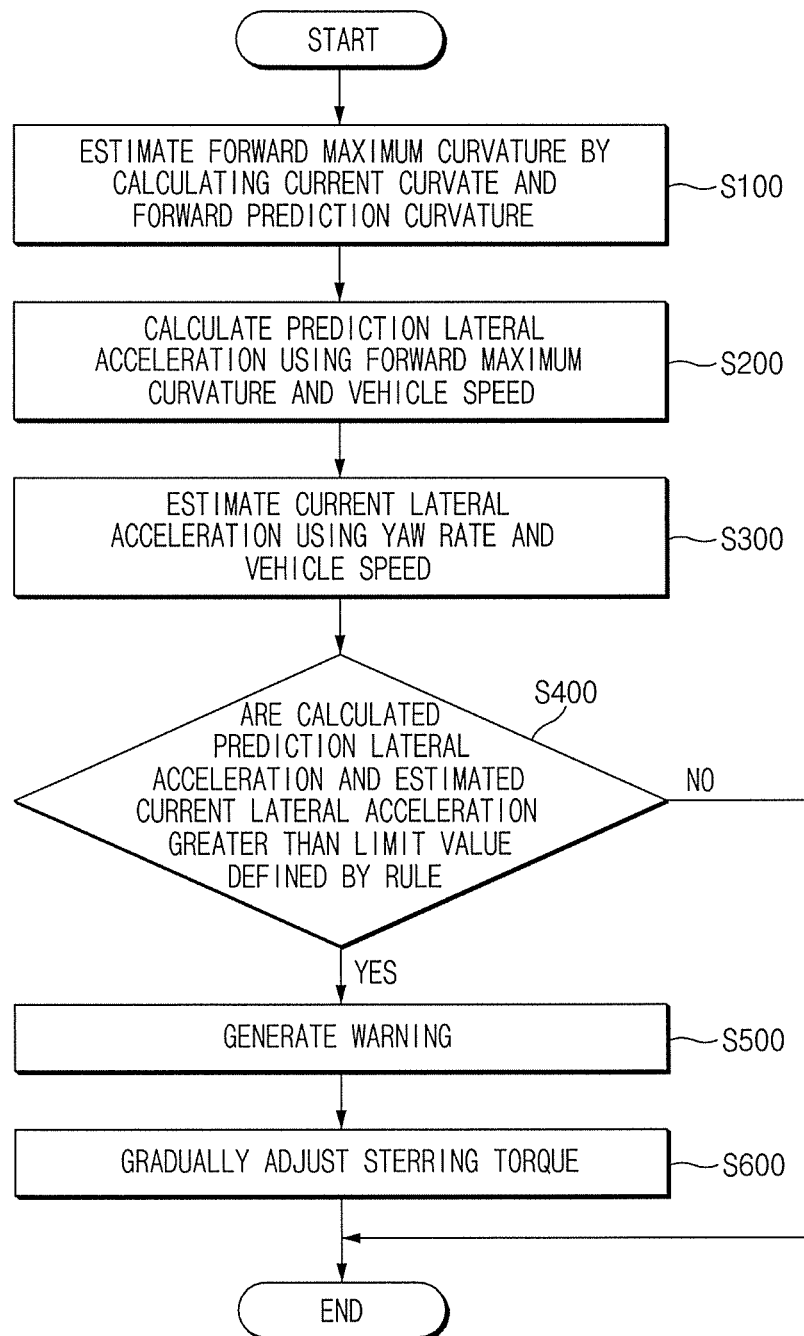 START
ESTIMATE FORWARD MAXIMUM CURVATURE BY
CALCULATING CURRENT CURVATE AND
FORWARD PREDICTION CURVATURE
S100
CALCULATE PREDICTION LATERAL
ACCELERATION USING FORWARD MAXIMUM
CURVATURE AND VEHICLE SPEED
S200
ESTIMATE CURRENT LATERAL
ACCELERATION USING YAW RATE AND
VEHICLE SPEED
S300
S400
ARE CALCULATED
PREDICTION LATERAL
ACCELERATION AND ESTIMATED
CURRENT LATERAL ACCELERATION
GREATER THAN LIMIT VALUE
DEFINED BY RULE
NO
YES
GENERATE WARNING
S500
GRADUALLY ADJUST STERRING TORQUE
S600
END